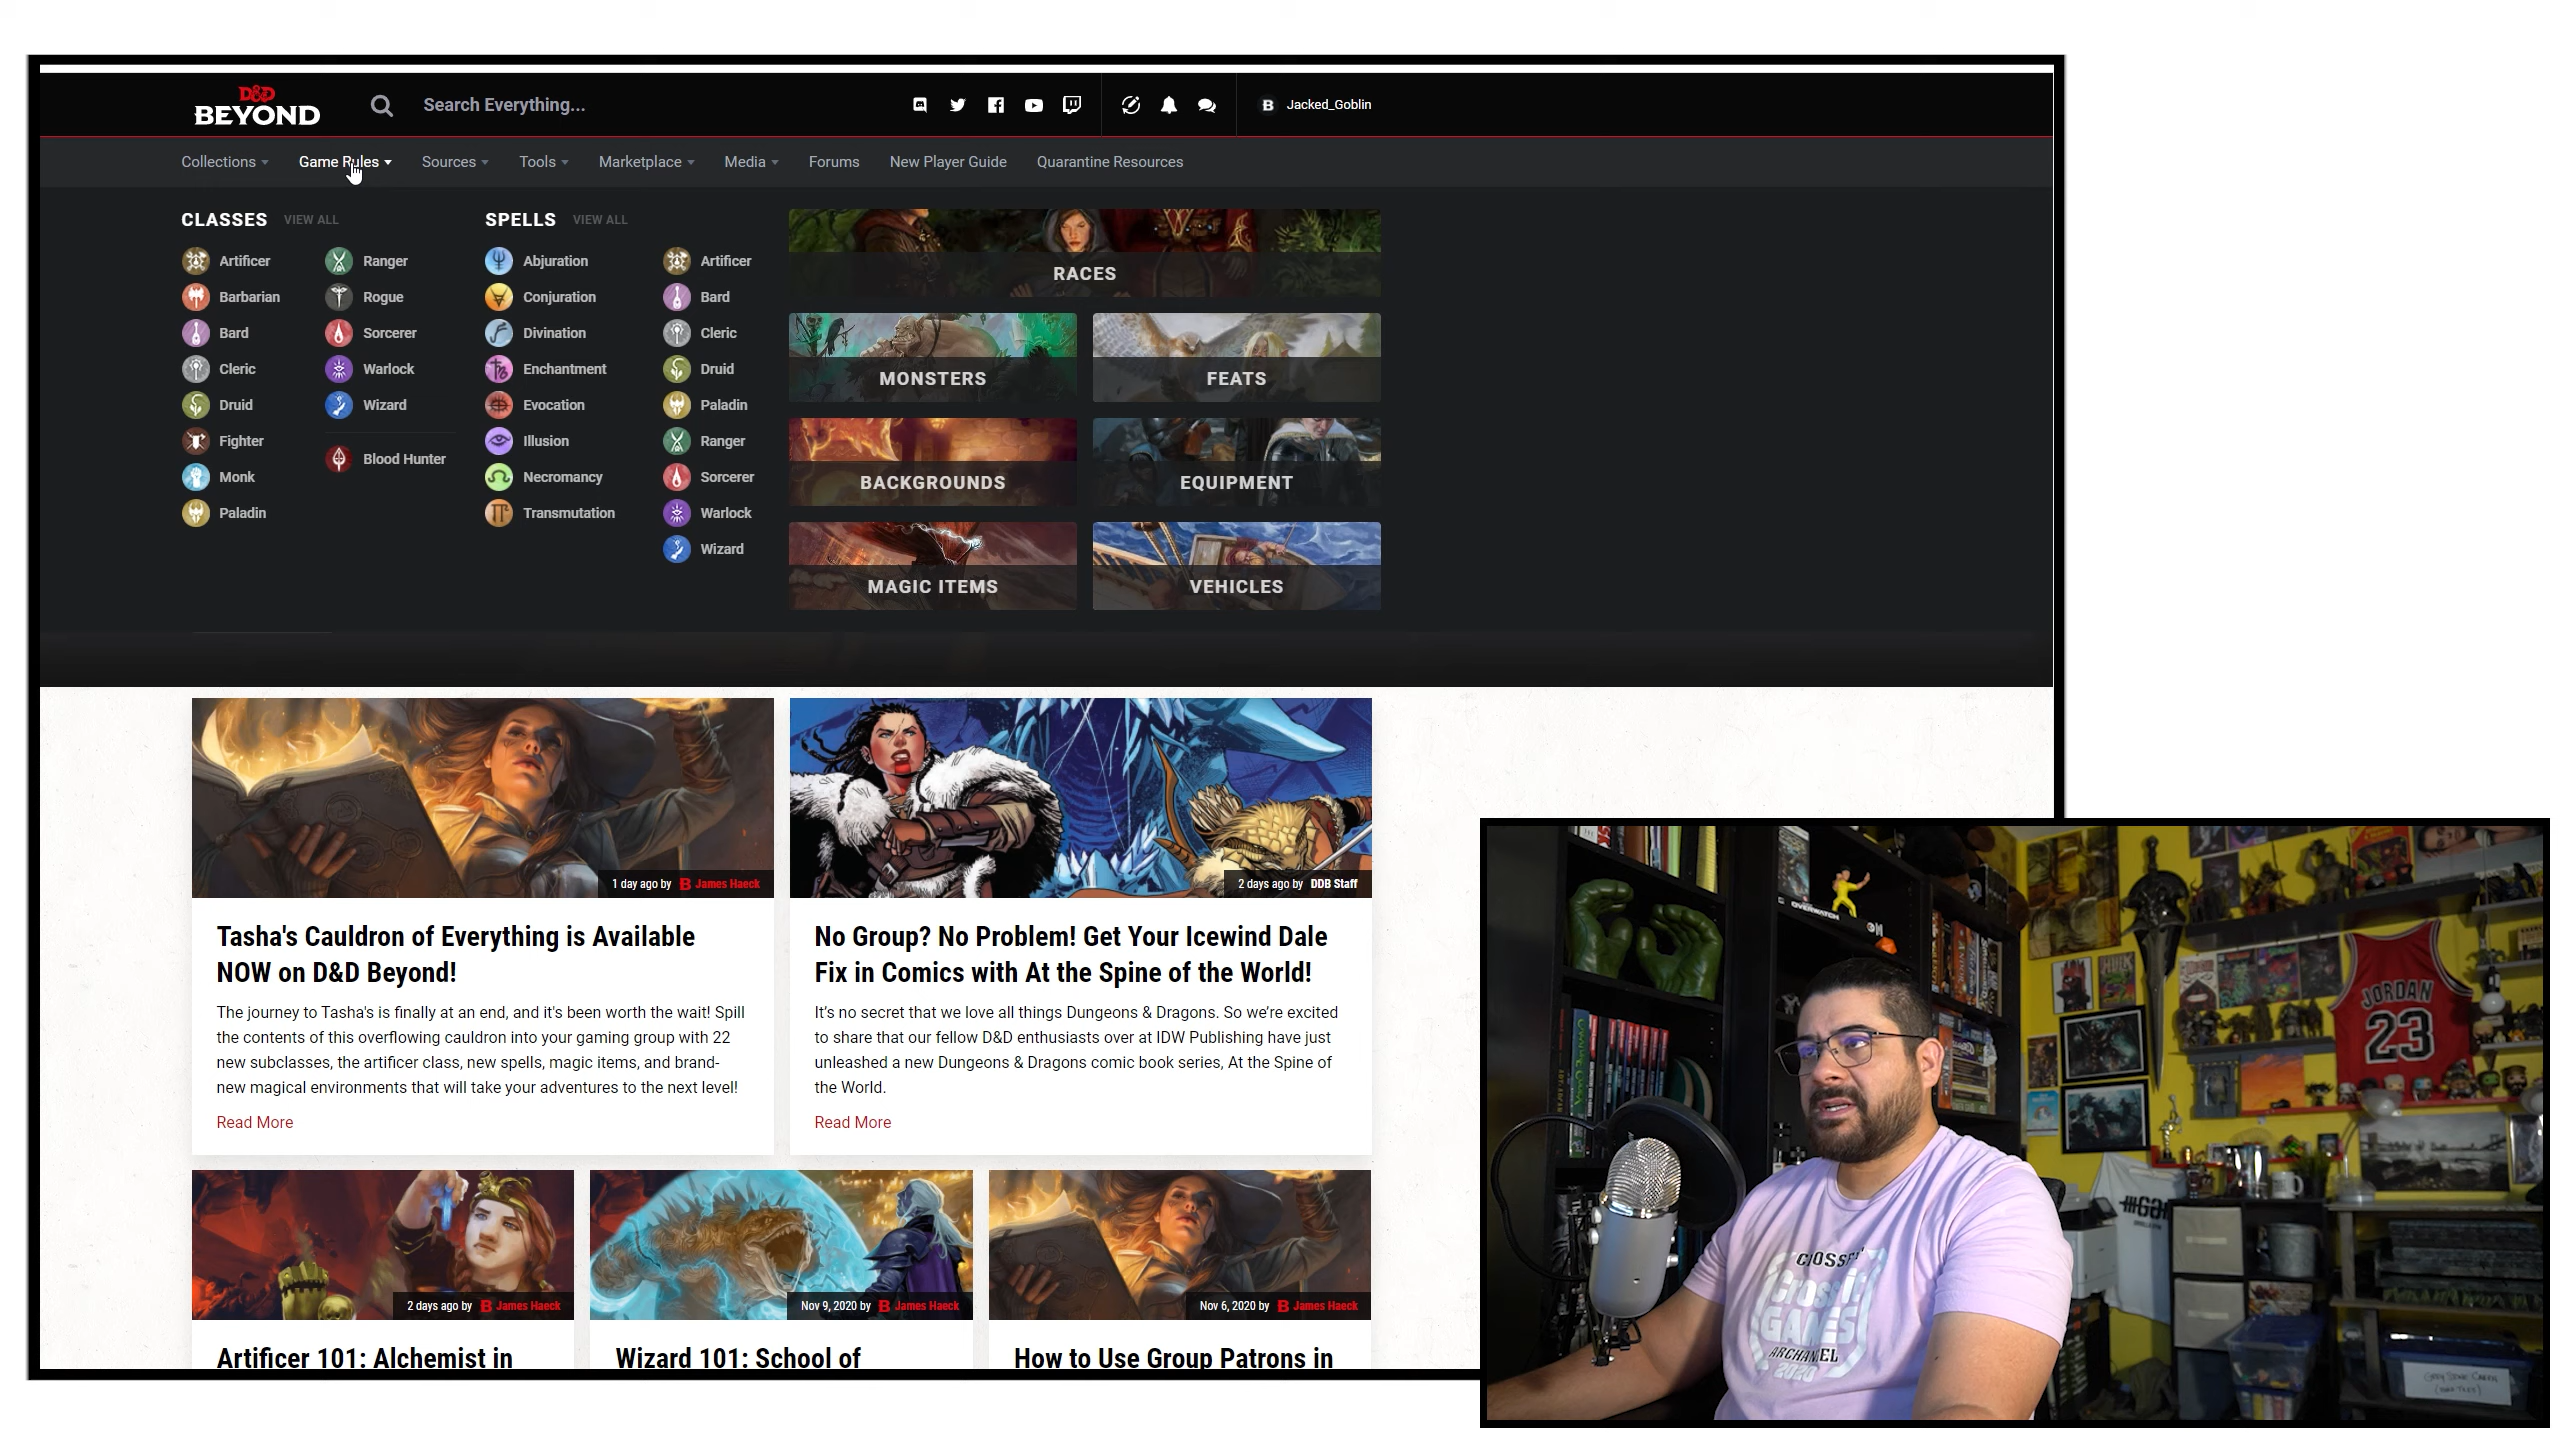 D&D
BEYOND
Search Everything...
B Jacked_Goblin
Collections
Game Rules
Sources
Tools
Marketplace
Media
Forums
New Player Guide
Quarantine Resources
CLASSES
VIEW ALL
Artificer
Barbarian
Bard
Cleric
Druid
Fighter
Monk
Paladin
Ranger
Rogue
Sorcerer
Warlock
Wizard
Blood Hunter
SPELLS
VIEW ALL
Abjuration
Conjuration
Divination
Enchantment
Evocation
Illusion
Necromancy
Transmutation
Artificer
Bard
Cleric
Druid
Paladin
Ranger
Sorcerer
Warlock
Wizard
RACES
MONSTERS
FEATS
BACKGROUNDS
EQUIPMENT
MAGIC ITEMS
VEHICLES
1 day ago by B James Haeck
Tasha's Cauldron of Everything is Available
NOW on D&D Beyond!
The journey to Tasha's is finally at an end, and it's been worth the wait! Spill
the contents of this overflowing cauldron into your gaming group with 22
new subclasses, the artificer class, new spells, magic items, and brand-
new magical environments that will take your adventures to the next level!
Read More
2 days ago by DDB Staff
No Group? No Problem! Get Your Icewind Dale
Fix in Comics with At the Spine of the World!
It's no secret that we love all things Dungeons & Dragons. So we're excited
to share that our fellow D&D enthusiasts over at IDW Publishing have just
unleashed a new Dungeons & Dragons comic book series, At the Spine of
the World.
Read More
2 days ago by B James Haeck
Artificer 101: Alchemist in
Nov 9, 2020 by B James Haeck
Wizard 101: School of
Nov 6, 2020 by B James Haeck
How to Use Group Patrons in
OVERWATCH
HULK
JORDAN
23
CROSSFIT
CrossFit
GAMES
ARCHANGEL
2020